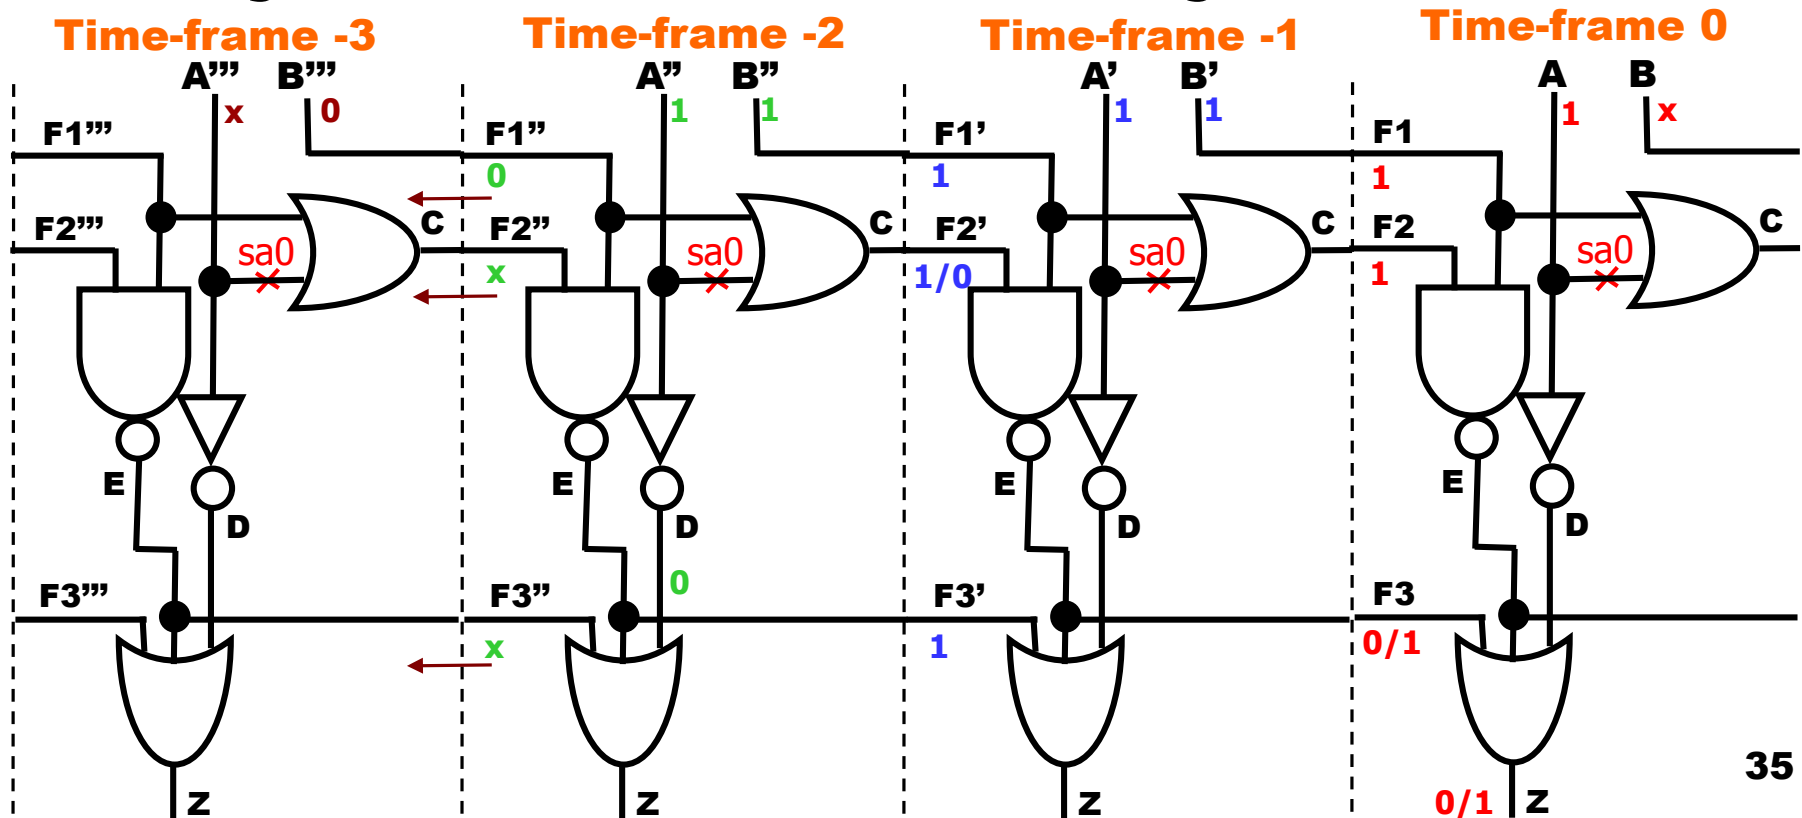 Time-frame -3 Time-frame -2 Time-frame -1 Time-frame 0
A’’’ B’’’ A’’ B’’ A’ B’ A B
x 0 1 1 1 1 1 x
F1’’’ F1’’ F1’ F1
0 1 1
F2’’’ C F2’’ C F2’ C F2 C
sa0 sa0 sa0 sa0
x 1/0 1
E E E E
D D D D
0
F3’’’ F3’’ F3’ F3
x 1 0/1
35
Z Z Z 0/1 Z